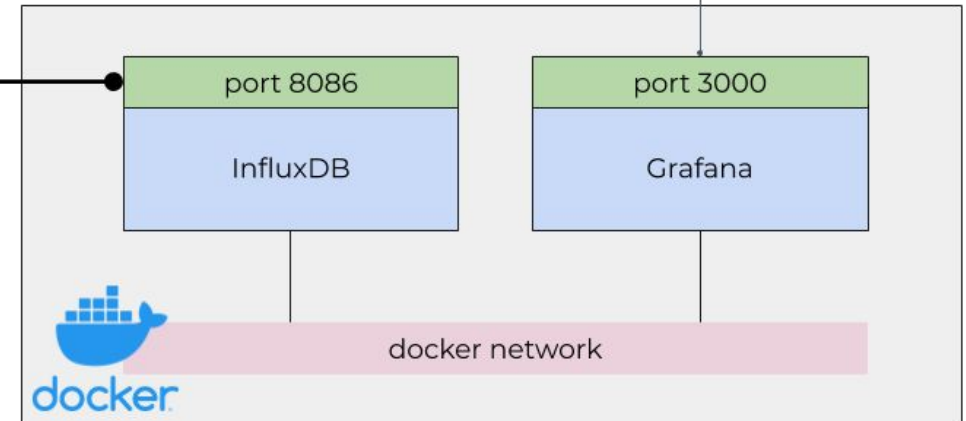 port 8086
port 3000
InfluxDB
Grafana
docker network
docker